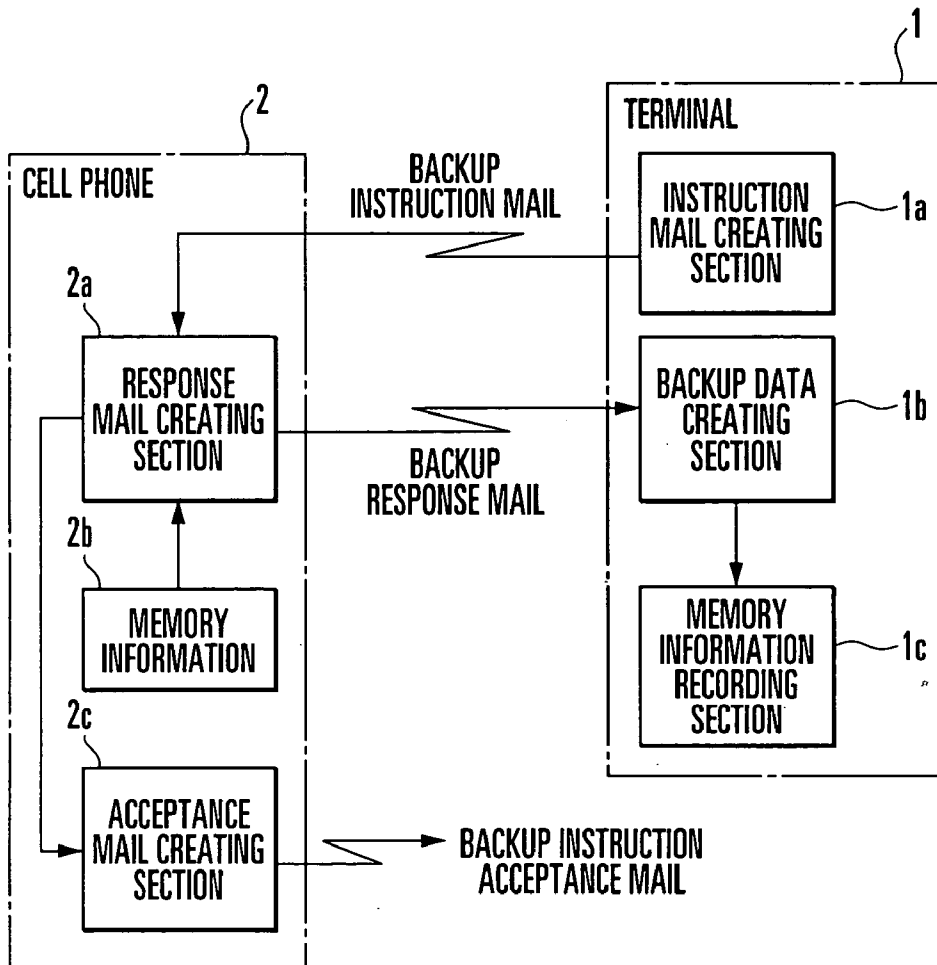 1
2
TERMINAL
CELL PHONE
BACKUP
INSTRUCTION MAIL
INSTRUCTION
MAIL CREATING
SECTION
1a
2a
RESPONSE
MAIL CREATING
SECTION
BACKUP DATA
CREATING
SECTION
1b
BACKUP
RESPONSE MAIL
2b
MEMORY
INFORMATION
MEMORY
INFORMATION
RECORDING
SECTION
1c
2c
ACCEPTANCE
MAIL CREATING
SECTION
BACKUP INSTRUCTION
ACCEPTANCE MAIL